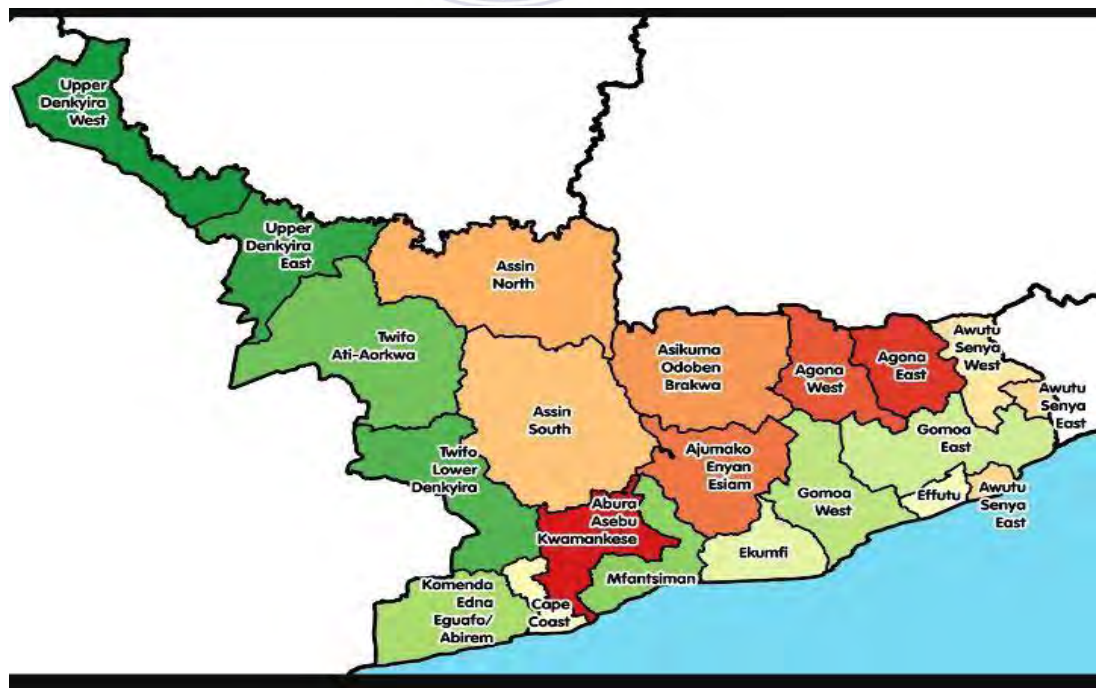 Upper
Denkyira
West
Upper
Denkyira
East
Assin
North
Twifo
Ati-Aorkwa
Asikuma
Odoben
Brakwa
Agona
West
Agona
East
Awutu
Senya
West
Awutu
Senya
East
Assin
South
Gomoa
East
Twifo
Lower
Denkyira
Ajumako
Enyan
Esiam
Gomoa
West
Effutu
Awutu
Senya
East
Abura
Asebu
Kwamankese
Ekumfi
Mfantsiman
Komenda
Edna
Eguafo/
Abirem
Cape
Coast